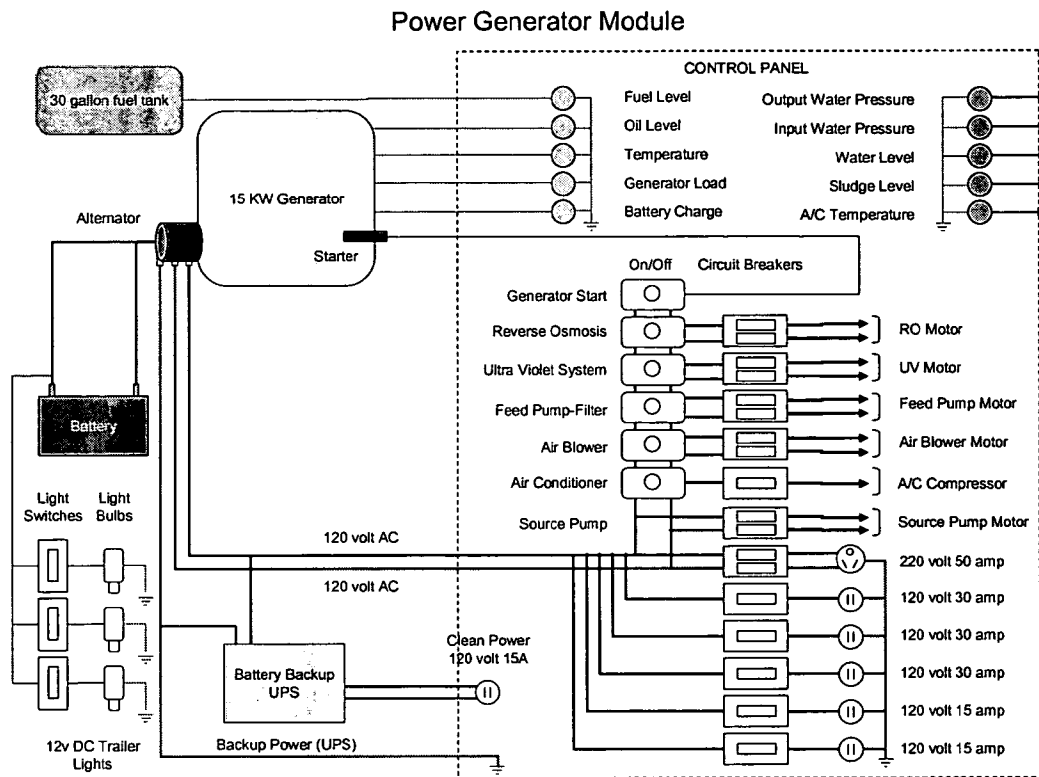 Power Generator Module
CONTROL PANEL
30 gallon fuel tank
Fuel Level
Oil Level
Temperature
Generator Load
Battery Charge
Output Water Pressure
Input Water Pressure
Water Level
Sludge Level
A/C Temperature
15 KW Generator
Alternator
Starter
On/Off
Circuit Breakers
Generator Start
Reverse Osmosis
RO Motor
Ultra Violet System
UV Motor
Feed Pump-Filter
Feed Pump Motor
Air Blower
Air Blower Motor
Air Conditioner
A/C Compressor
Source Pump
Source Pump Motor
Battery
Light
Switches
Light
Bulbs
120 volt AC
120 volt AC
220 volt 50 amp
120 volt 30 amp
120 volt 30 amp
120 volt 30 amp
120 volt 15 amp
120 volt 15 amp
Clean Power
120 volt 15A
Battery Backup
UPS
Backup Power (UPS)
12v DC Trailer
Lights